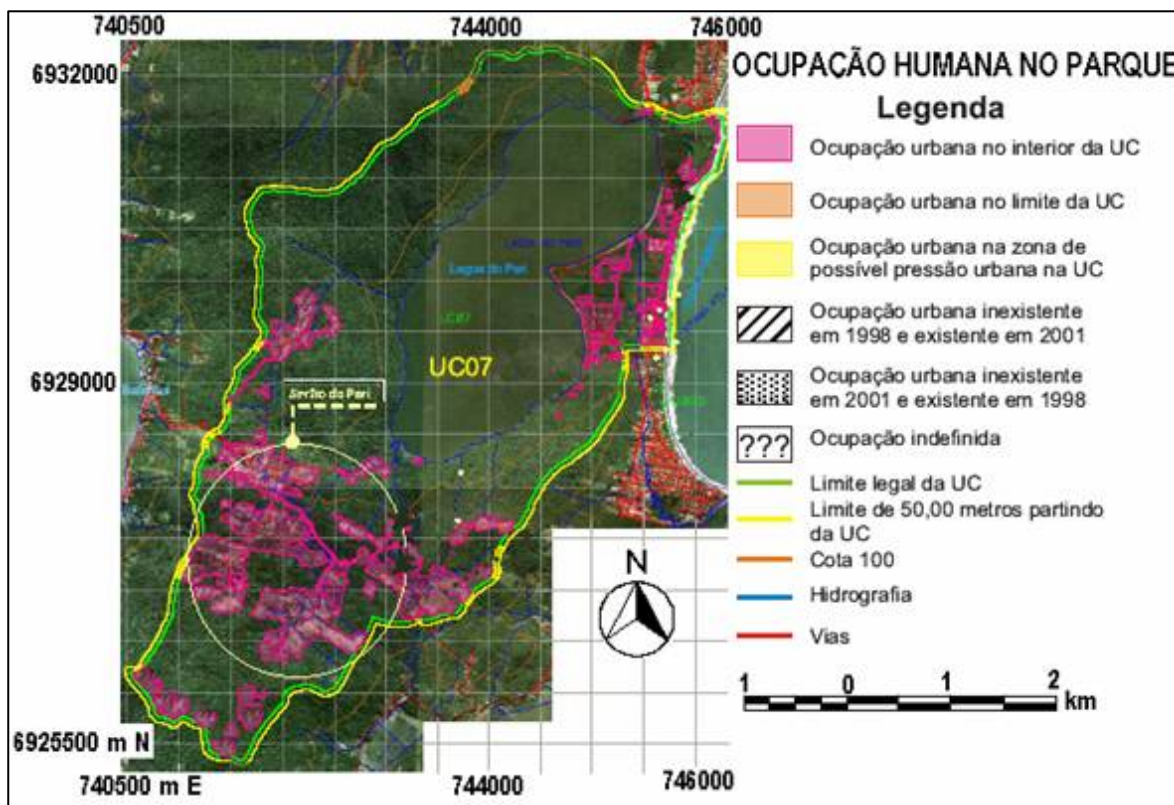 740500
744000
746000
6932000
6929000
6925500 m N
740500 m E
744000
746000
Lagoa do Peri
UC07
UC07
Sertão do Peri
OCUPAÇÃO HUMANA NO PARQUE
Legenda
Ocupação urbana no interior da UC
Ocupação urbana no limite da UC
Ocupação urbana na zona de
possível pressão urbana na UC
Ocupação urbana inexistente
em 1998 e existente em 2001
Ocupação urbana inexistente
em 2001 e existente em 1998
???
Ocupação indefinida
Limite legal da UC
Limite de 50,00 metros partindo
da UC
Cota 100
Hidrografia
Vias
N
1 0 1 2
km